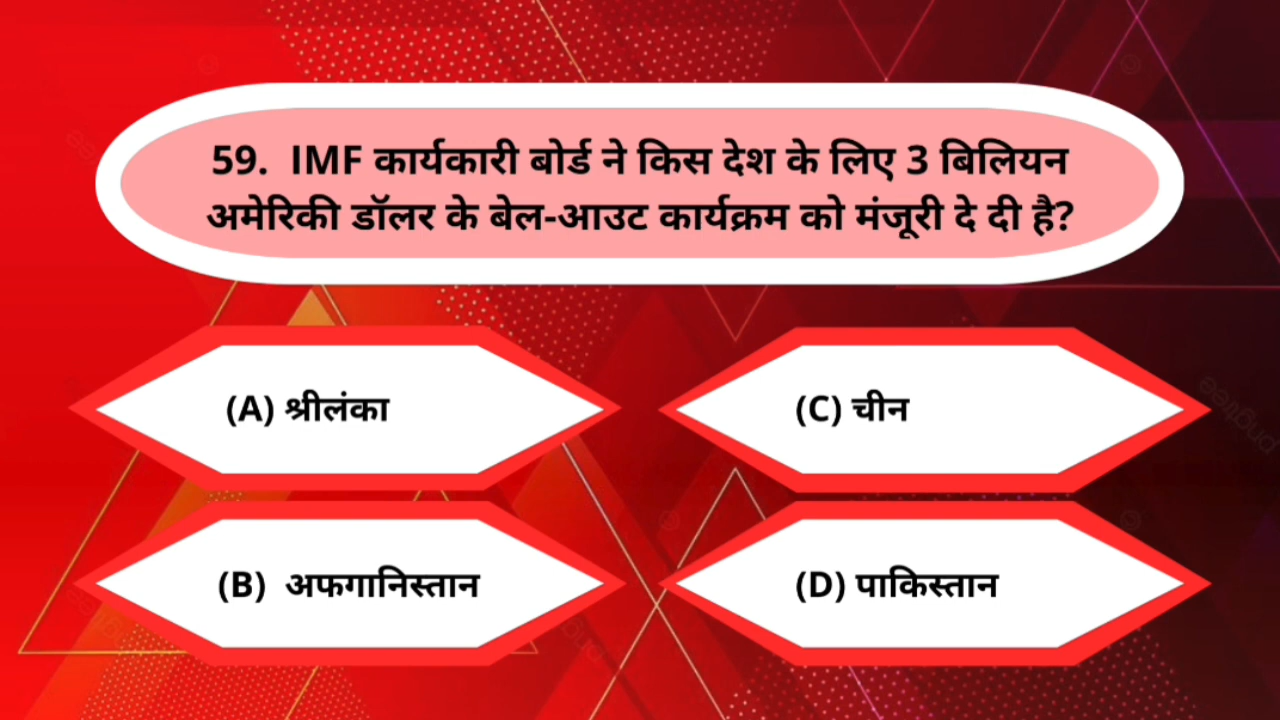 59. IMF कार्यकारी बोर्ड ने किस देश के लिए 3 बिलियन
अमेरिकी डॉलर के बेल-आउट कार्यक्रम को मंजूरी दे दी है?
(A) श्रीलंका
(C) चीन
(B) अफगानिस्तान
(D) पाकिस्तान